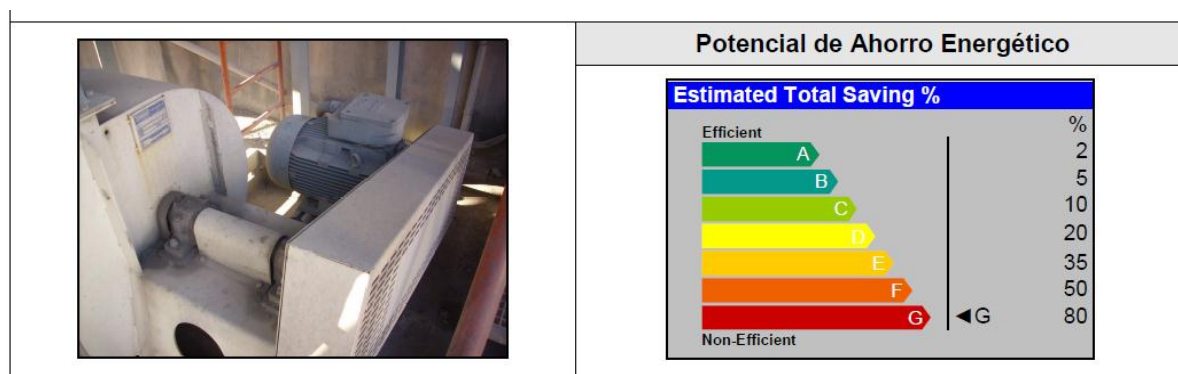 Potencial de Ahorro Energético
Estimated Total Saving %
Efficient
%
A 2
B 5
C 10
D 20
E 35
F 50
G ◄G 80
Non-Efficient